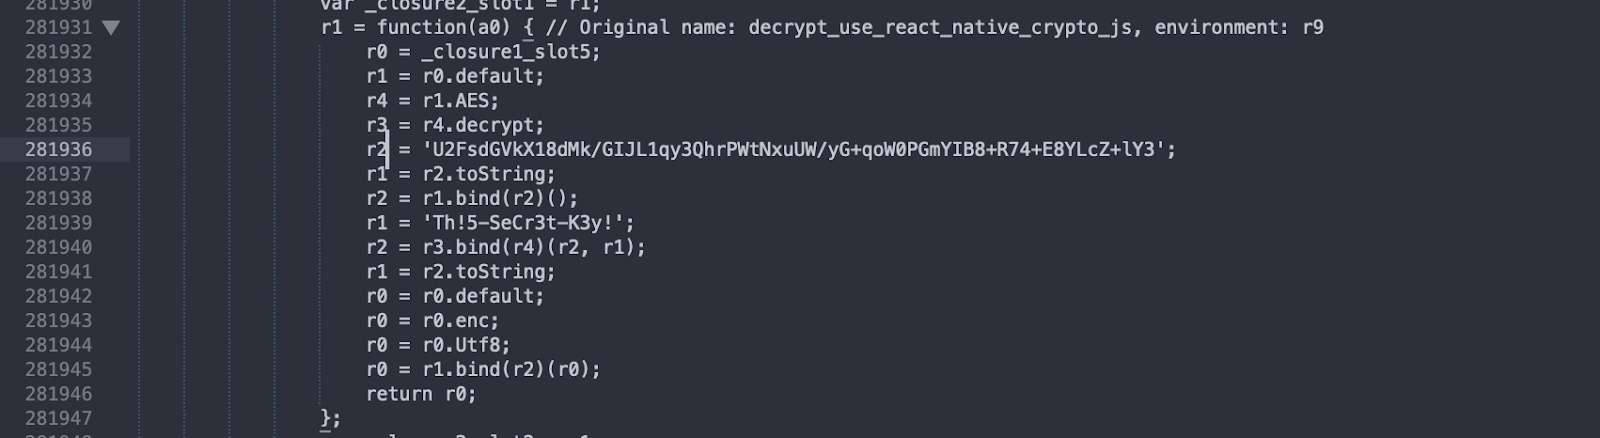 281930 var _closure2_slot1 = r1;
281931 r1 = function(a0) { // Original name: decrypt_use_react_native_crypto_js, environment: r9
281932 r0 = _closure1_slot5;
281933 r1 = r0.default;
281934 r4 = r1.AES;
281935 r3 = r4.decrypt;
281936 r2 = 'U2FsdGVkX18dMk/GIJL1qy3QhrPWtNxuUW/yG+qoW0PGmYIB8+R74+E8YLcZ+lY3';
281937 r1 = r2.toString;
281938 r2 = r1.bind(r2)();
281939 r1 = 'Th!5-SeCr3t-K3y!';
281940 r2 = r3.bind(r4)(r2, r1);
281941 r1 = r2.toString;
281942 r0 = r0.default;
281943 r0 = r0.enc;
281944 r0 = r0.Utf8;
281945 r0 = r1.bind(r2)(r0);
281946 return r0;
281947 };